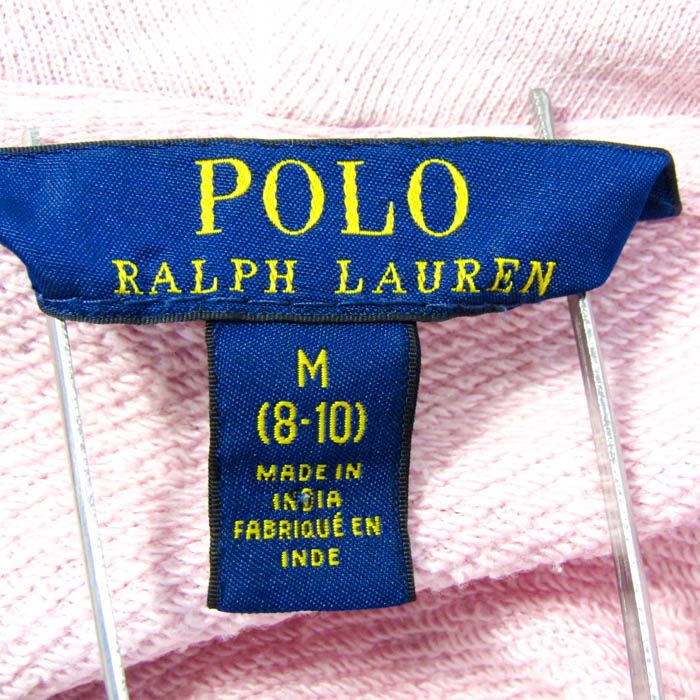 POLO
RALPH LAUREN
M
(8-10)
MADE IN
INDIA
FABRIQUÉ EN
INDE